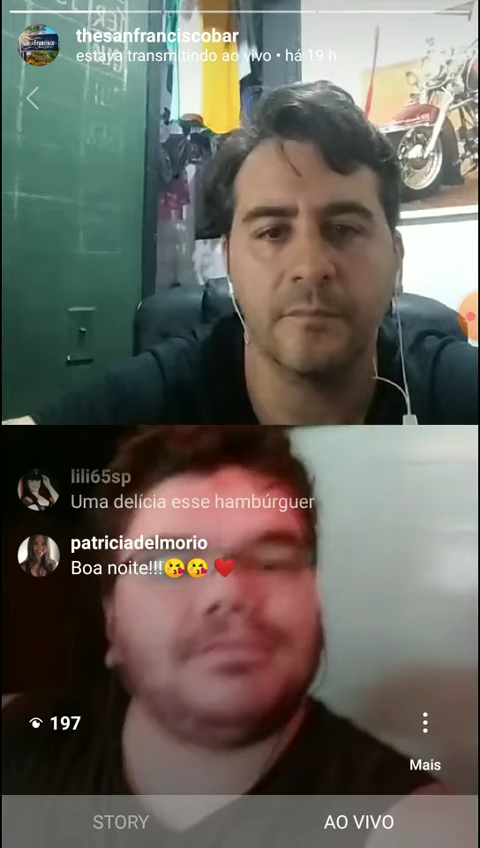 thesanfranciscobar
estava transmitindo ao vivo • há 19 h
lili65sp
Uma delícia esse hambúrguer
patriciadelmorio
Boa noite!!!😘😘 ❤️
197
Mais
STORY
AO VIVO